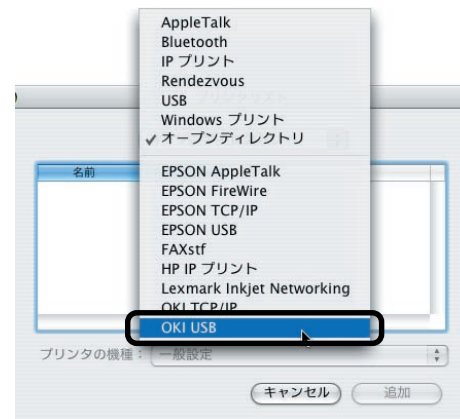 AppleTalk
Bluetooth
IP プリント
Rendezvous
USB
Windows プリント
✓ オープンディレクトリ
名前
EPSON AppleTalk
EPSON FireWire
EPSON TCP/IP
EPSON USB
FAXstf
HP IP プリント
Lexmark Inkjet Networking
OKI TCP/IP
OKI USB
プリンタの機種： 一般設定
キャンセル 追加